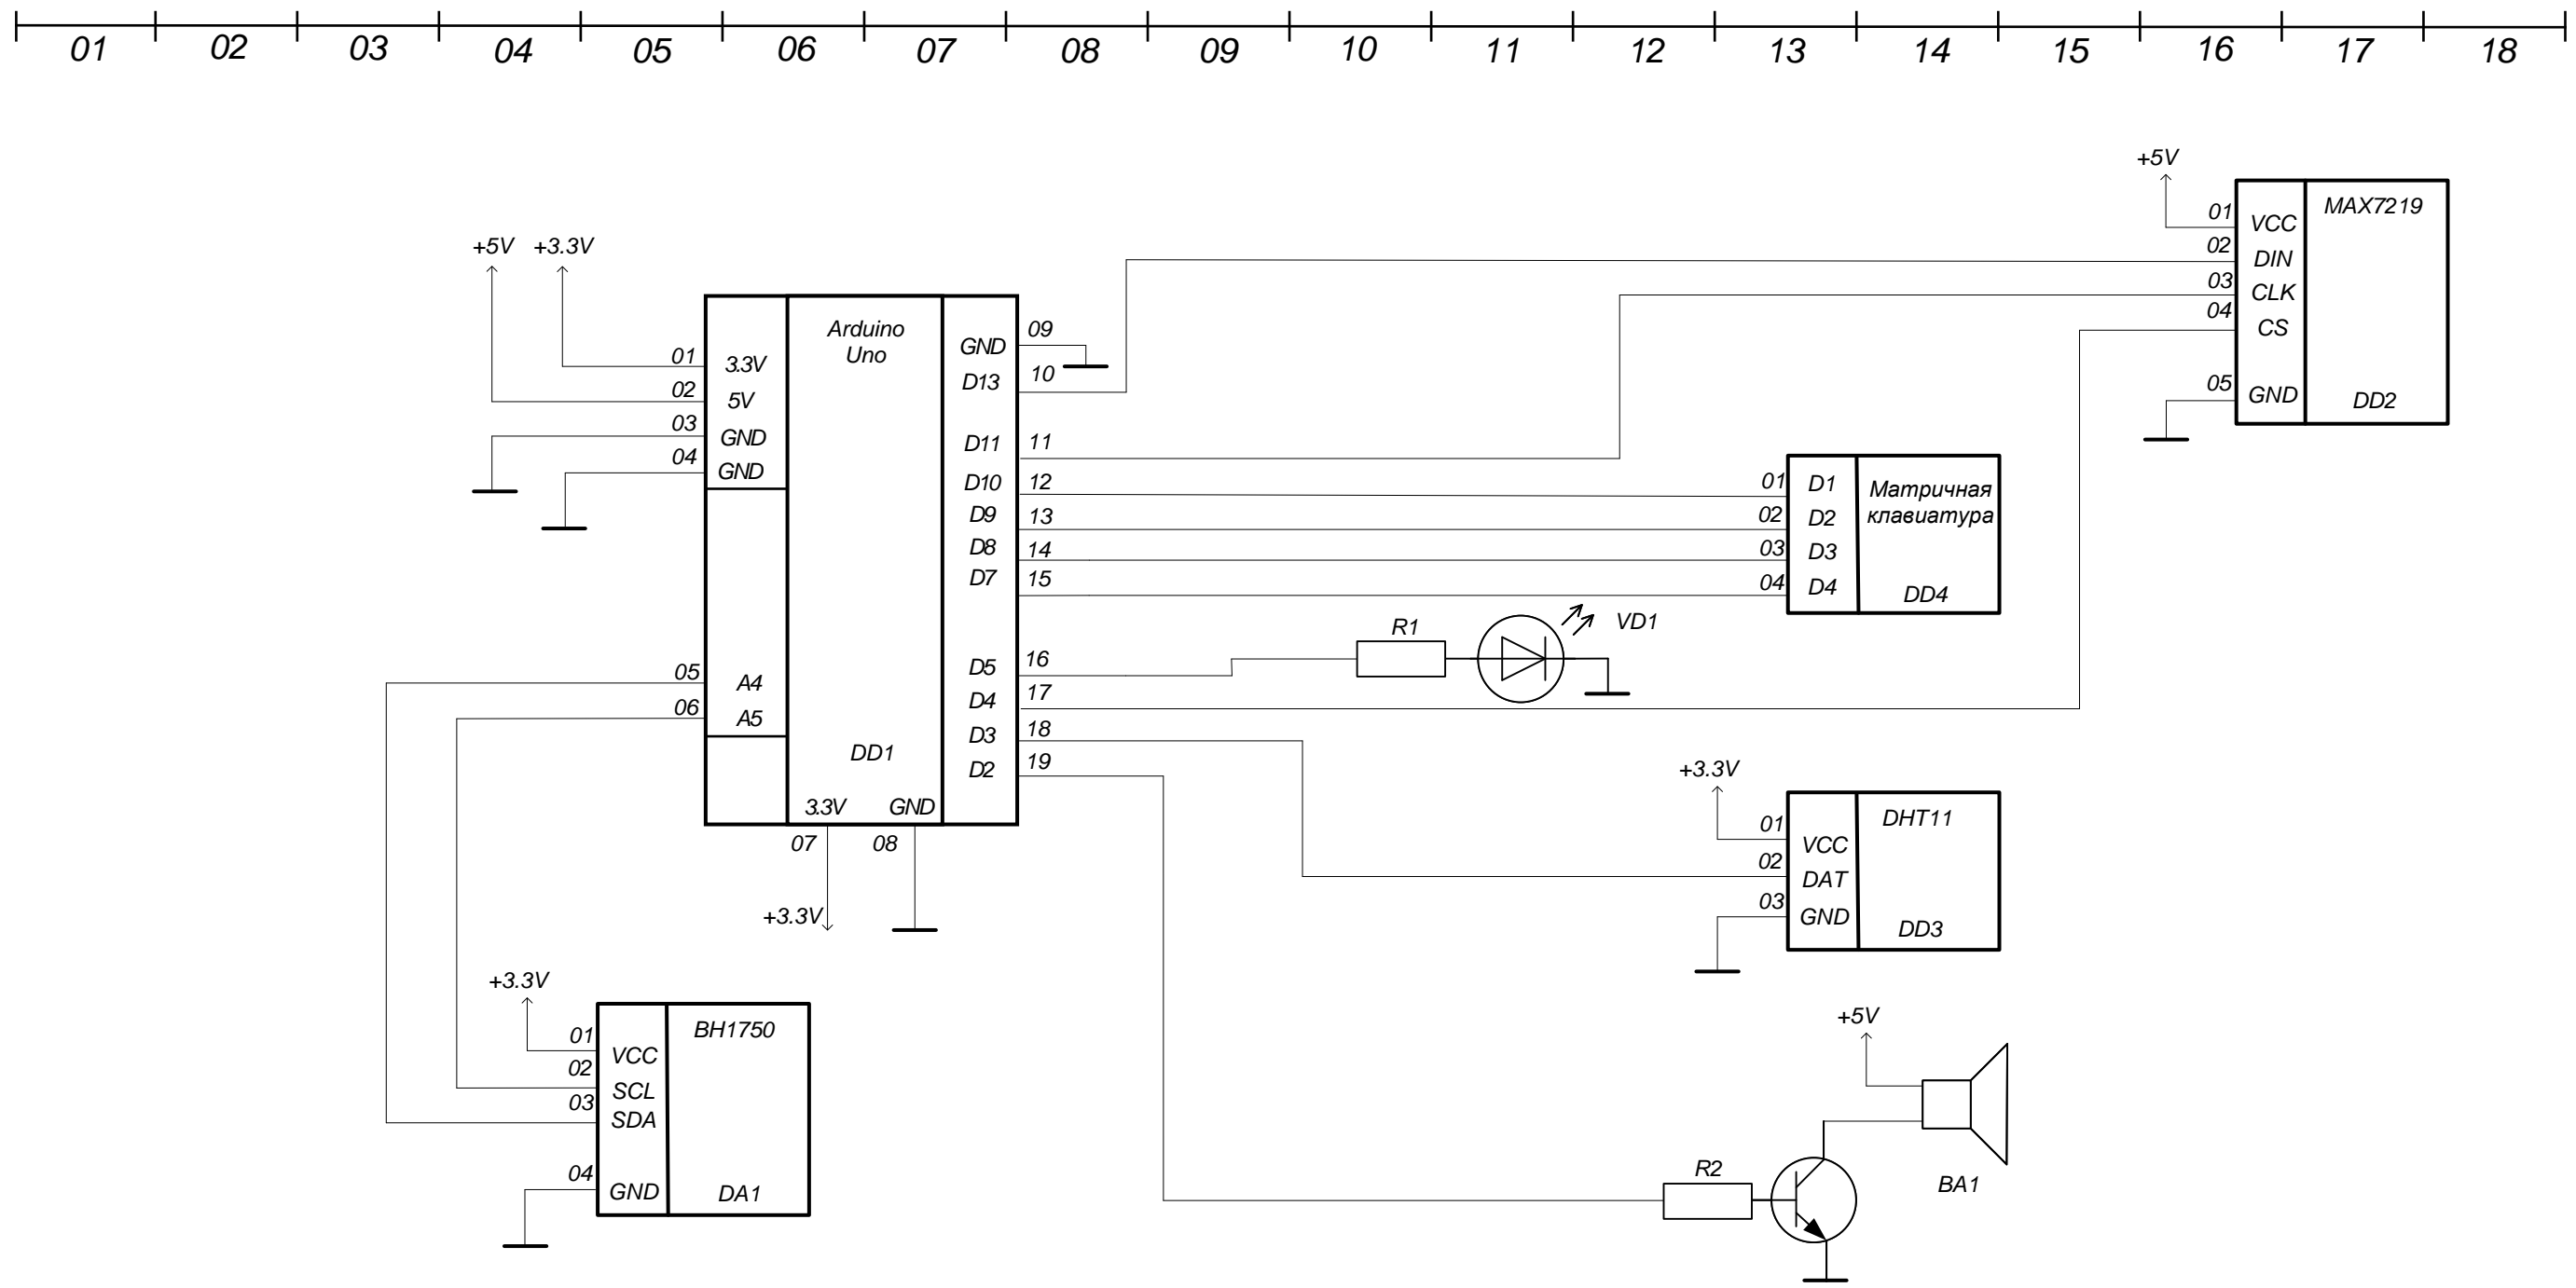 01 02 03 04 05 06 07 08 09 10 11 12 13 14 15 16 17 18
+5V +3.3V
01 3.3V
02 5V
03 GND
04 GND
05 A4
06 A5
Arduino
Uno
DD1
3.3V GND
07 08
+3.3V
GND 09
D13 10
D11 11
D10 12
D9 13
D8 14
D7 15
D5 16
D4 17
D3 18
D2 19
+5V
MAX7219
01 VCC
02 DIN
03 CLK
04 CS
05 GND
DD2
01 D1
02 D2
03 D3
04 D4
Матричная
клавиатура
DD4
R1
VD1
+3.3V
DHT11
01 VCC
02 DAT
03 GND
DD3
+3.3V
BH1750
01 VCC
02 SCL
03 SDA
04 GND
DA1
+5V
R2
BA1